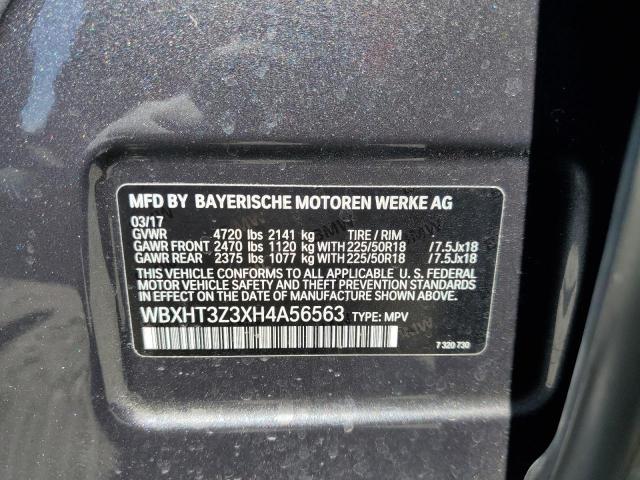 MFD BY BAYERISCHE MOTOREN WERKE AG
03/17
GVWR 4720 lbs 2141 kg TIRE / RIM
GAWR FRONT 2470 lbs 1120 kg WITH 225/50R18 /7.5Jx18
GAWR REAR 2375 lbs 1077 kg WITH 225/50R18 /7.5Jx18
THIS VEHICLE CONFORMS TO ALL APPLICABLE U. S. FEDERAL
MOTOR VEHICLE SAFETY AND BUMPER STANDARDS
AND THEFT PREVENTION STANDARDS IN EFFECT
ON THE DATE OF MANUFACTURE SHOWN ABOVE.
WBXHT3Z3XH4A56563 TYPE: MPV
7 320 730